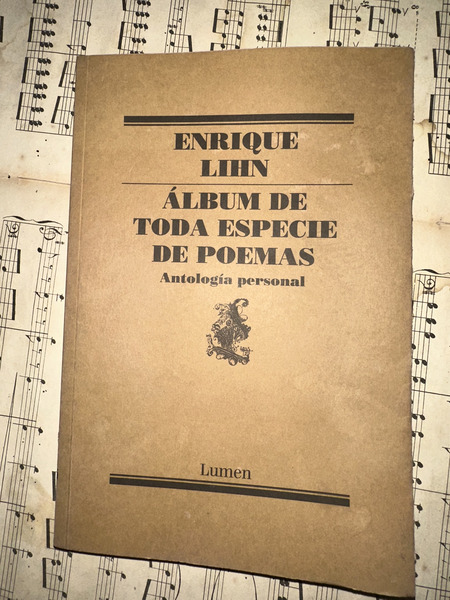 ENRIQUE
LIHN
ÁLBUM DE
TODA ESPECIE
DE POEMAS
Antología personal
Lumen